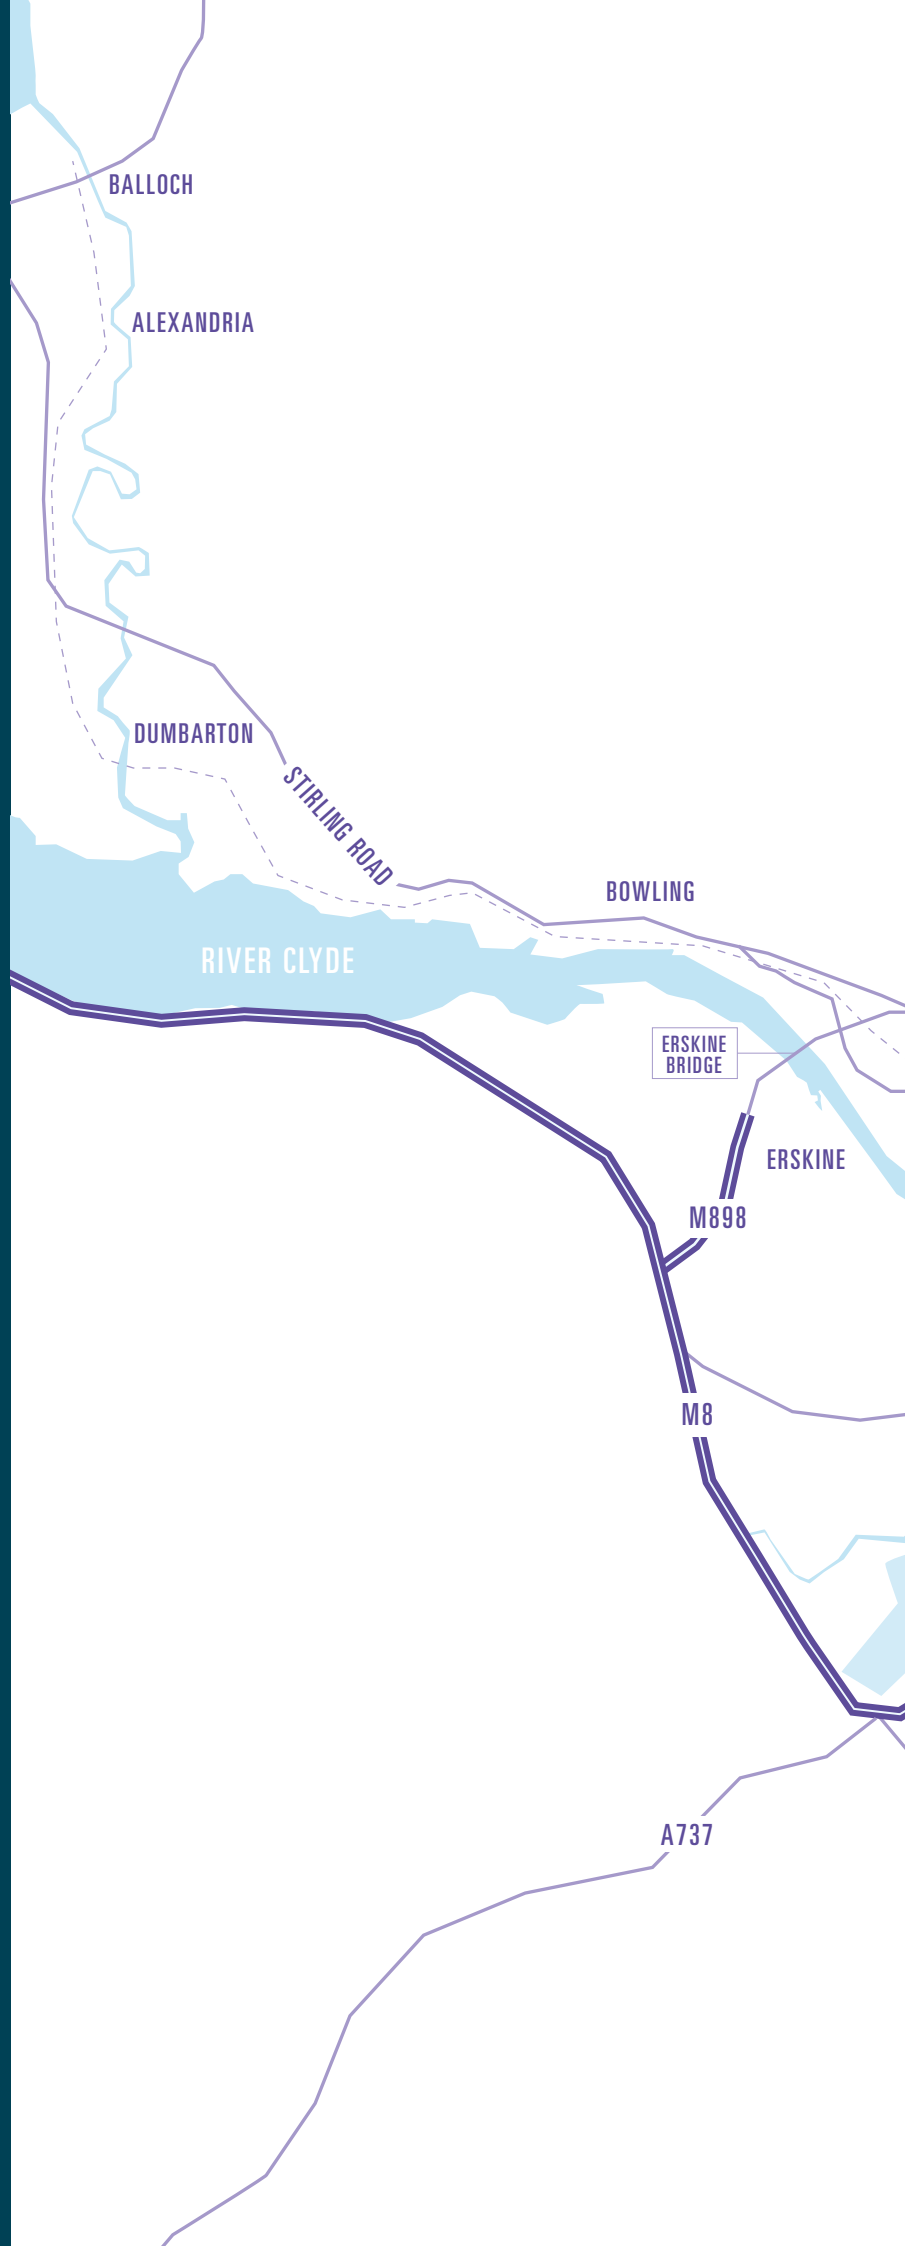 BALLOCH
ALEXANDRIA
DUMBARTON
STIRLING ROAD
BOWLING
RIVER CLYDE
ERSKINE
BRIDGE
ERSKINE
M898
M8
A737